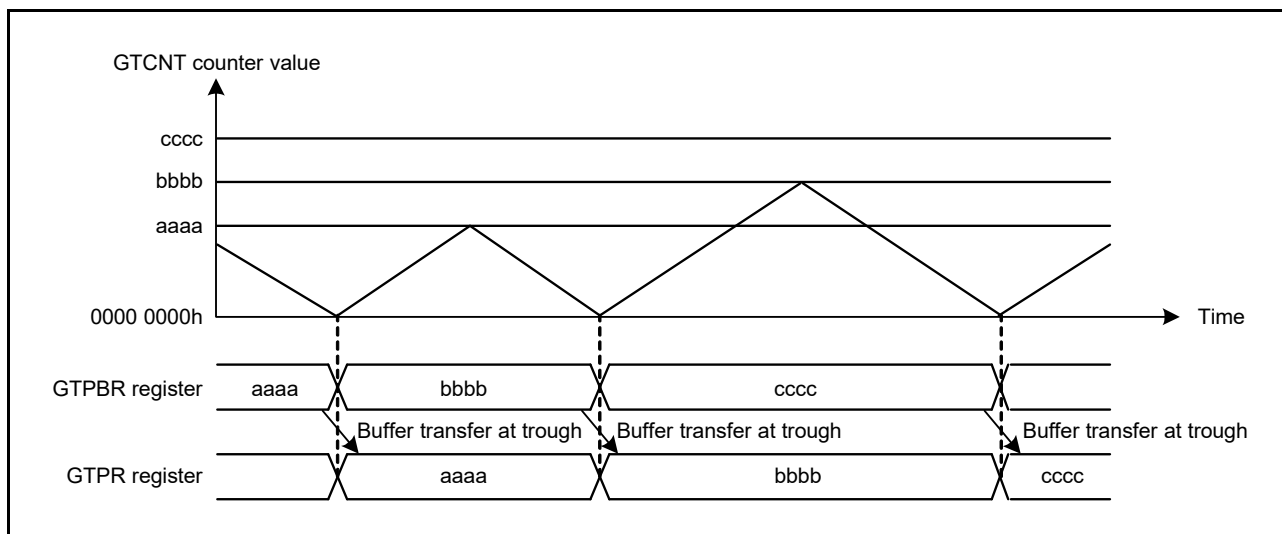 GTCNT counter value
cccc
bbbb
aaaa
0000 0000h
Time
GTPBR register
aaaa
bbbb
cccc
Buffer transfer at trough
Buffer transfer at trough
Buffer transfer at trough
GTPR register
aaaa
bbbb
cccc